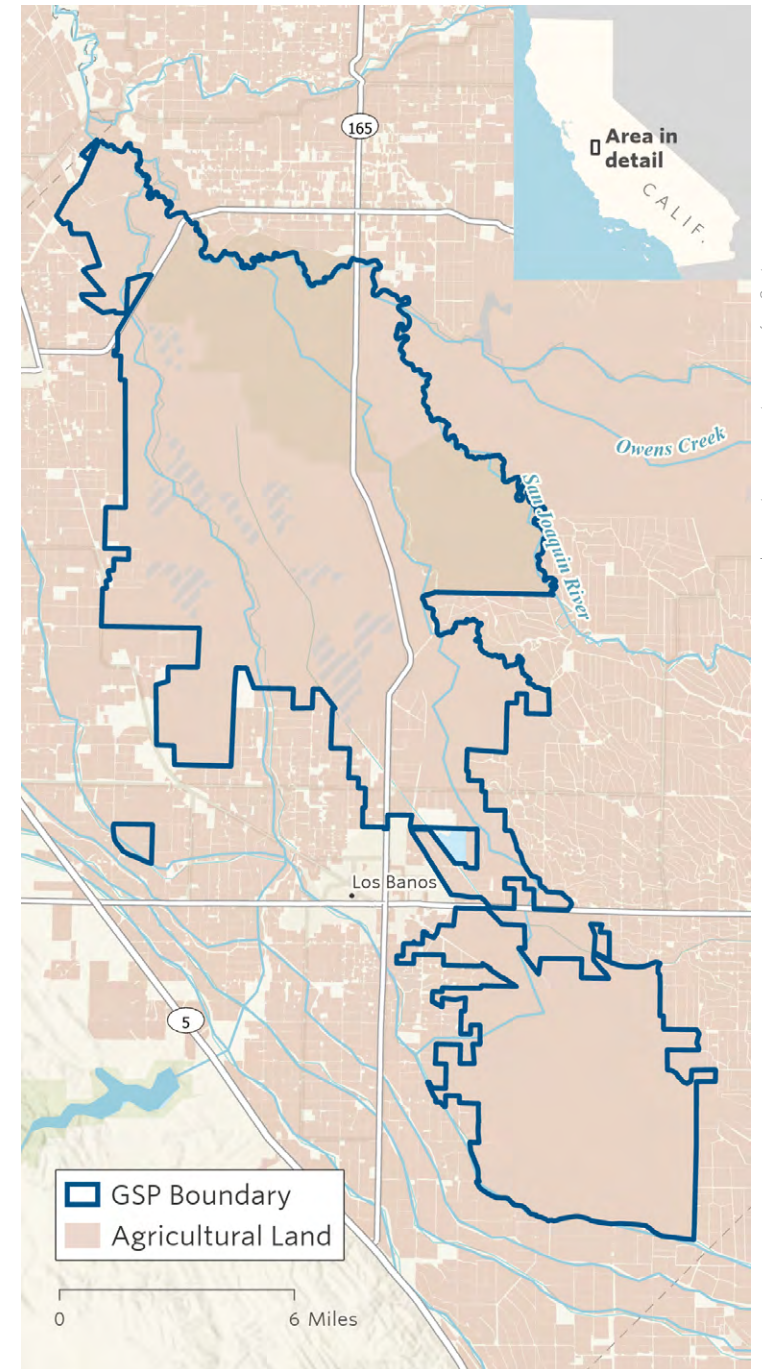 165
Area in
detail
CALIF.
Owens Creek
San Joaquin River
Los Banos
5
GSP Boundary
Agricultural Land
0
6 Miles